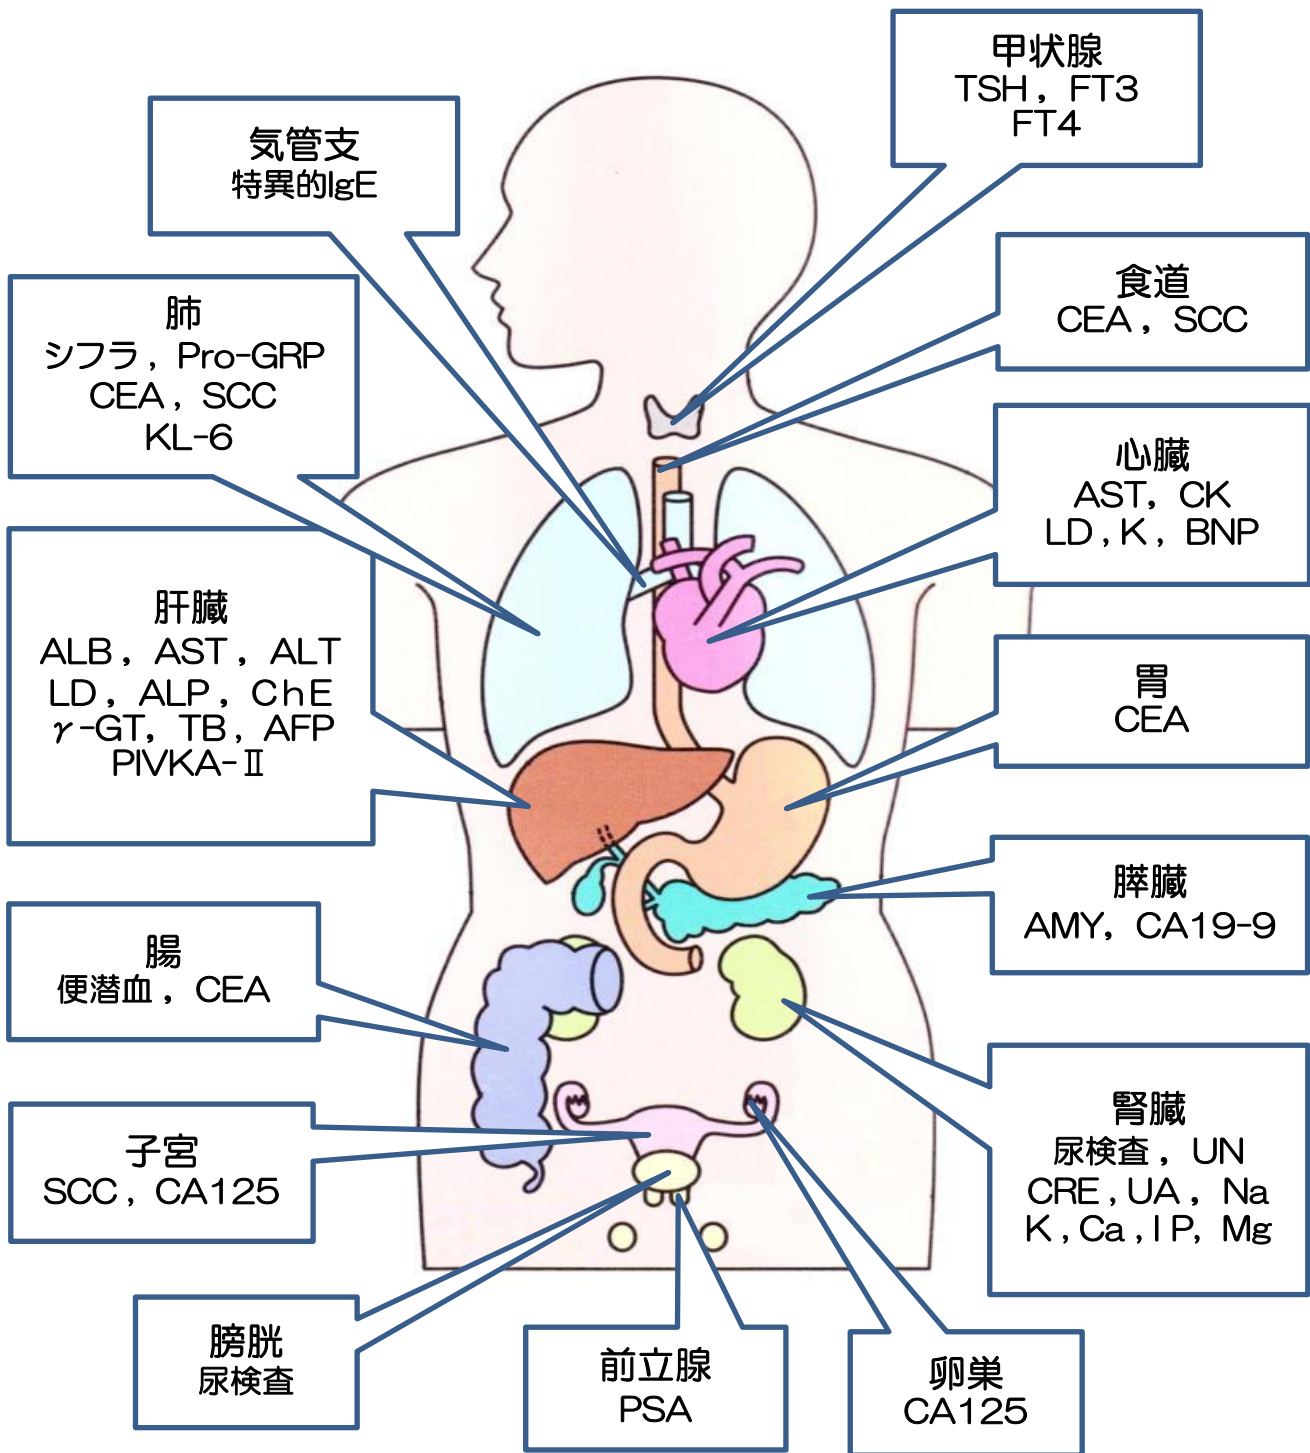 甲状腺
TSH, FT3
FT4
気管支
特異的IgE
食道
CEA, SCC
肺
シフラ, Pro-GRP
CEA, SCC
KL-6
心臓
AST, CK
LD, K, BNP
肝臓
ALB, AST, ALT
LD, ALP, ChE
γ-GT, TB, AFP
PIVKA-Ⅱ
胃
CEA
膵臓
AMY, CA19-9
腸
便潜血, CEA
腎臓
尿検査, UN
CRE, UA, Na
K, Ca, IP, Mg
子宮
SCC, CA125
膀胱
尿検査
前立腺
PSA
卵巣
CA125